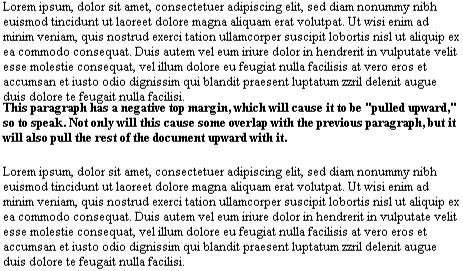 Lorem ipsum, dolor sit amet, consectetuer adipiscing elit, sed diam nonummy nibh
euismod tincidunt ut laoreet dolore magna aliquam erat volutpat. Ut wisi enim ad
minim veniam, quis nostrud exerci tation ullamcorper suscipit lobortis nisl ut aliquip ex
ea commodo consequat. Duis autem vel eum iriure dolor in hendrerit in vulputate velit
esse molestie consequat, vel illum dolore eu feugiat nulla facilisis at vero eros et
accumsan et iusto odio dignissim qui blandit praesent luptatum zzril delenit augue
duis dolore te feugait nulla facilisi.
This paragraph has a negative top margin, which will cause it to be "pulled upward,"
so to speak. Not only will this cause some overlap with the previous paragraph, but it
will also pull the rest of the document upward with it.
Lorem ipsum, dolor sit amet, consectetuer adipiscing elit, sed diam nonummy nibh
euismod tincidunt ut laoreet dolore magna aliquam erat volutpat. Ut wisi enim ad
minim veniam, quis nostrud exerci tation ullamcorper suscipit lobortis nisl ut aliquip ex
ea commodo consequat. Duis autem vel eum iriure dolor in hendrerit in vulputate velit
esse molestie consequat, vel illum dolore eu feugiat nulla facilisis at vero eros et
accumsan et iusto odio dignissim qui blandit praesent luptatum zzril delenit augue
duis dolore te feugait nulla facilisi.